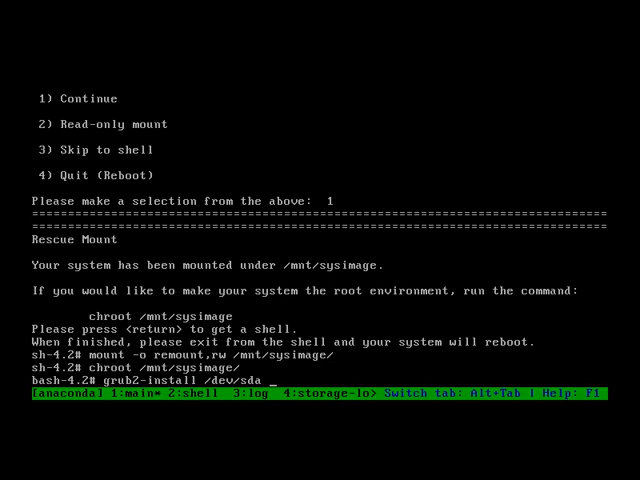 1) Continue
2) Read-only mount
3) Skip to shell
4) Quit (Reboot)
Please make a selection from the above:  1
================================================================================
================================================================================
Rescue Mount
Your system has been mounted under /mnt/sysimage.
If you would like to make your system the root environment, run the command:
chroot /mnt/sysimage
Please press <return> to get a shell.
When finished, please exit from the shell and your system will reboot.
sh-4.2# mount -o remount,rw /mnt/sysimage/
sh-4.2# chroot /mnt/sysimage/
bash-4.2# grub2-install /dev/sda _
[anaconda] 1:main* 2:shell  3:log  4:storage-lo> Switch tab: Alt+Tab | Help: F1